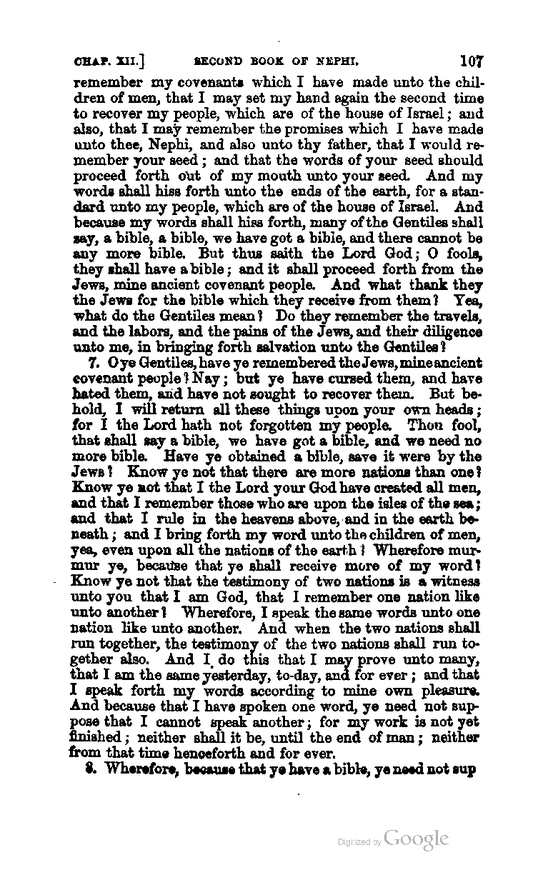 CHAP. XII.] SECOND BOOK OF NEPHI. 107
remember my covenants which I have made unto the chil-
dren of men, that I may set my hand again the second time
to recover my people, which are of the house of Israel; and
also, that I may remember the promises which I have made
unto thee, Nephi, and also unto thy father, that I would re-
member your seed; and that the words of your seed should
proceed forth out of my mouth unto your seed. And my
words shall hiss forth unto the ends of the earth, for a stan-
dard unto my people, which are of the house of Israel. And
because my words shall hiss forth, many of the Gentiles shall
say, a bible, a bible, we have got a bible, and there cannot be
any more bible. But thus saith the Lord God; O fools,
they shall have a bible; and it shall proceed forth from the
Jews, mine ancient covenant people. And what thank they
the Jews for the bible which they receive from them? Yea,
what do the Gentiles mean? Do they remember the travels,
and the labors, and the pains of the Jews, and their diligence
unto me, in bringing forth salvation unto the Gentiles?
7. O ye Gentiles, have ye remembered the Jews, mine ancient
covenant people? Nay; but ye have cursed them, and have
hated them, and have not sought to recover them. But be-
hold, I will return all these things upon your own heads;
for I the Lord hath not forgotten my people. Thou fool,
that shall say a bible, we have got a bible, and we need no
more bible. Have ye obtained a bible, save it were by the
Jews? Know ye not that there are more nations than one?
Know ye not that I the Lord your God have created all men,
and that I remember those who are upon the isles of the sea;
and that I rule in the heavens above, and in the earth be-
neath; and I bring forth my word unto the children of men,
yea, even upon all the nations of the earth? Wherefore mur-
mur ye, because that ye shall receive more of my word?
Know ye not that the testimony of two nations is a witness
unto you that I am God, that I remember one nation like
unto another? Wherefore, I speak the same words unto one
nation like unto another. And when the two nations shall
run together, the testimony of the two nations shall run to-
gether also. And I do this that I may prove unto many,
that I am the same yesterday, to-day, and for ever; and that
I speak forth my words according to mine own pleasure.
And because that I have spoken one word, ye need not sup-
pose that I cannot speak another; for my work is not yet
finished; neither shall it be, until the end of man; neither
from that time henceforth and for ever.
8. Wherefore, because that ye have a bible, ye need not sup
Digitized by Google